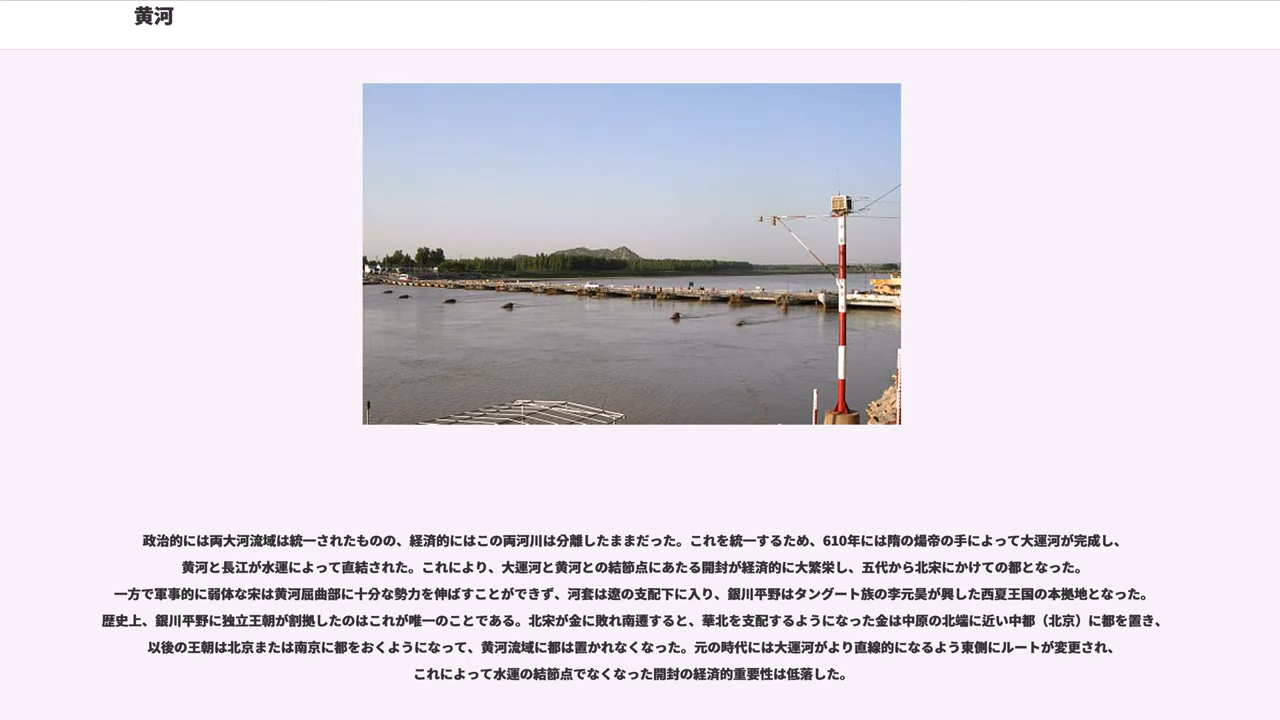 黄河
政治的には両大河流域は統一されたものの、経済的にはこの両河川は分離したままだった。これを統一するため、610年には隋の煬帝の手によって大運河が完成し、
黄河と長江が水運によって直結された。これにより、大運河と黄河との結節点にあたる開封が経済的に大繁栄し、五代から北宋にかけての都となった。
一方で軍事的に弱体な宋は黄河屈曲部に十分な勢力を伸ばすことができず、河套は遼の支配下に入り、銀川平野はタングート族の李元昊が興した西夏王国の本拠地となった。
歴史上、銀川平野に独立王朝が割拠したのはこれが唯一のことである。北宋が金に敗れ南遷すると、華北を支配するようになった金は中原の北端に近い中都（北京）に都を置き、
以後の王朝は北京または南京に都をおくようになって、黄河流域に都は置かれなくなった。元の時代には大運河がより直線的になるよう東側にルートが変更され、
これによって水運の結節点でなくなった開封の経済的重要性は低落した。